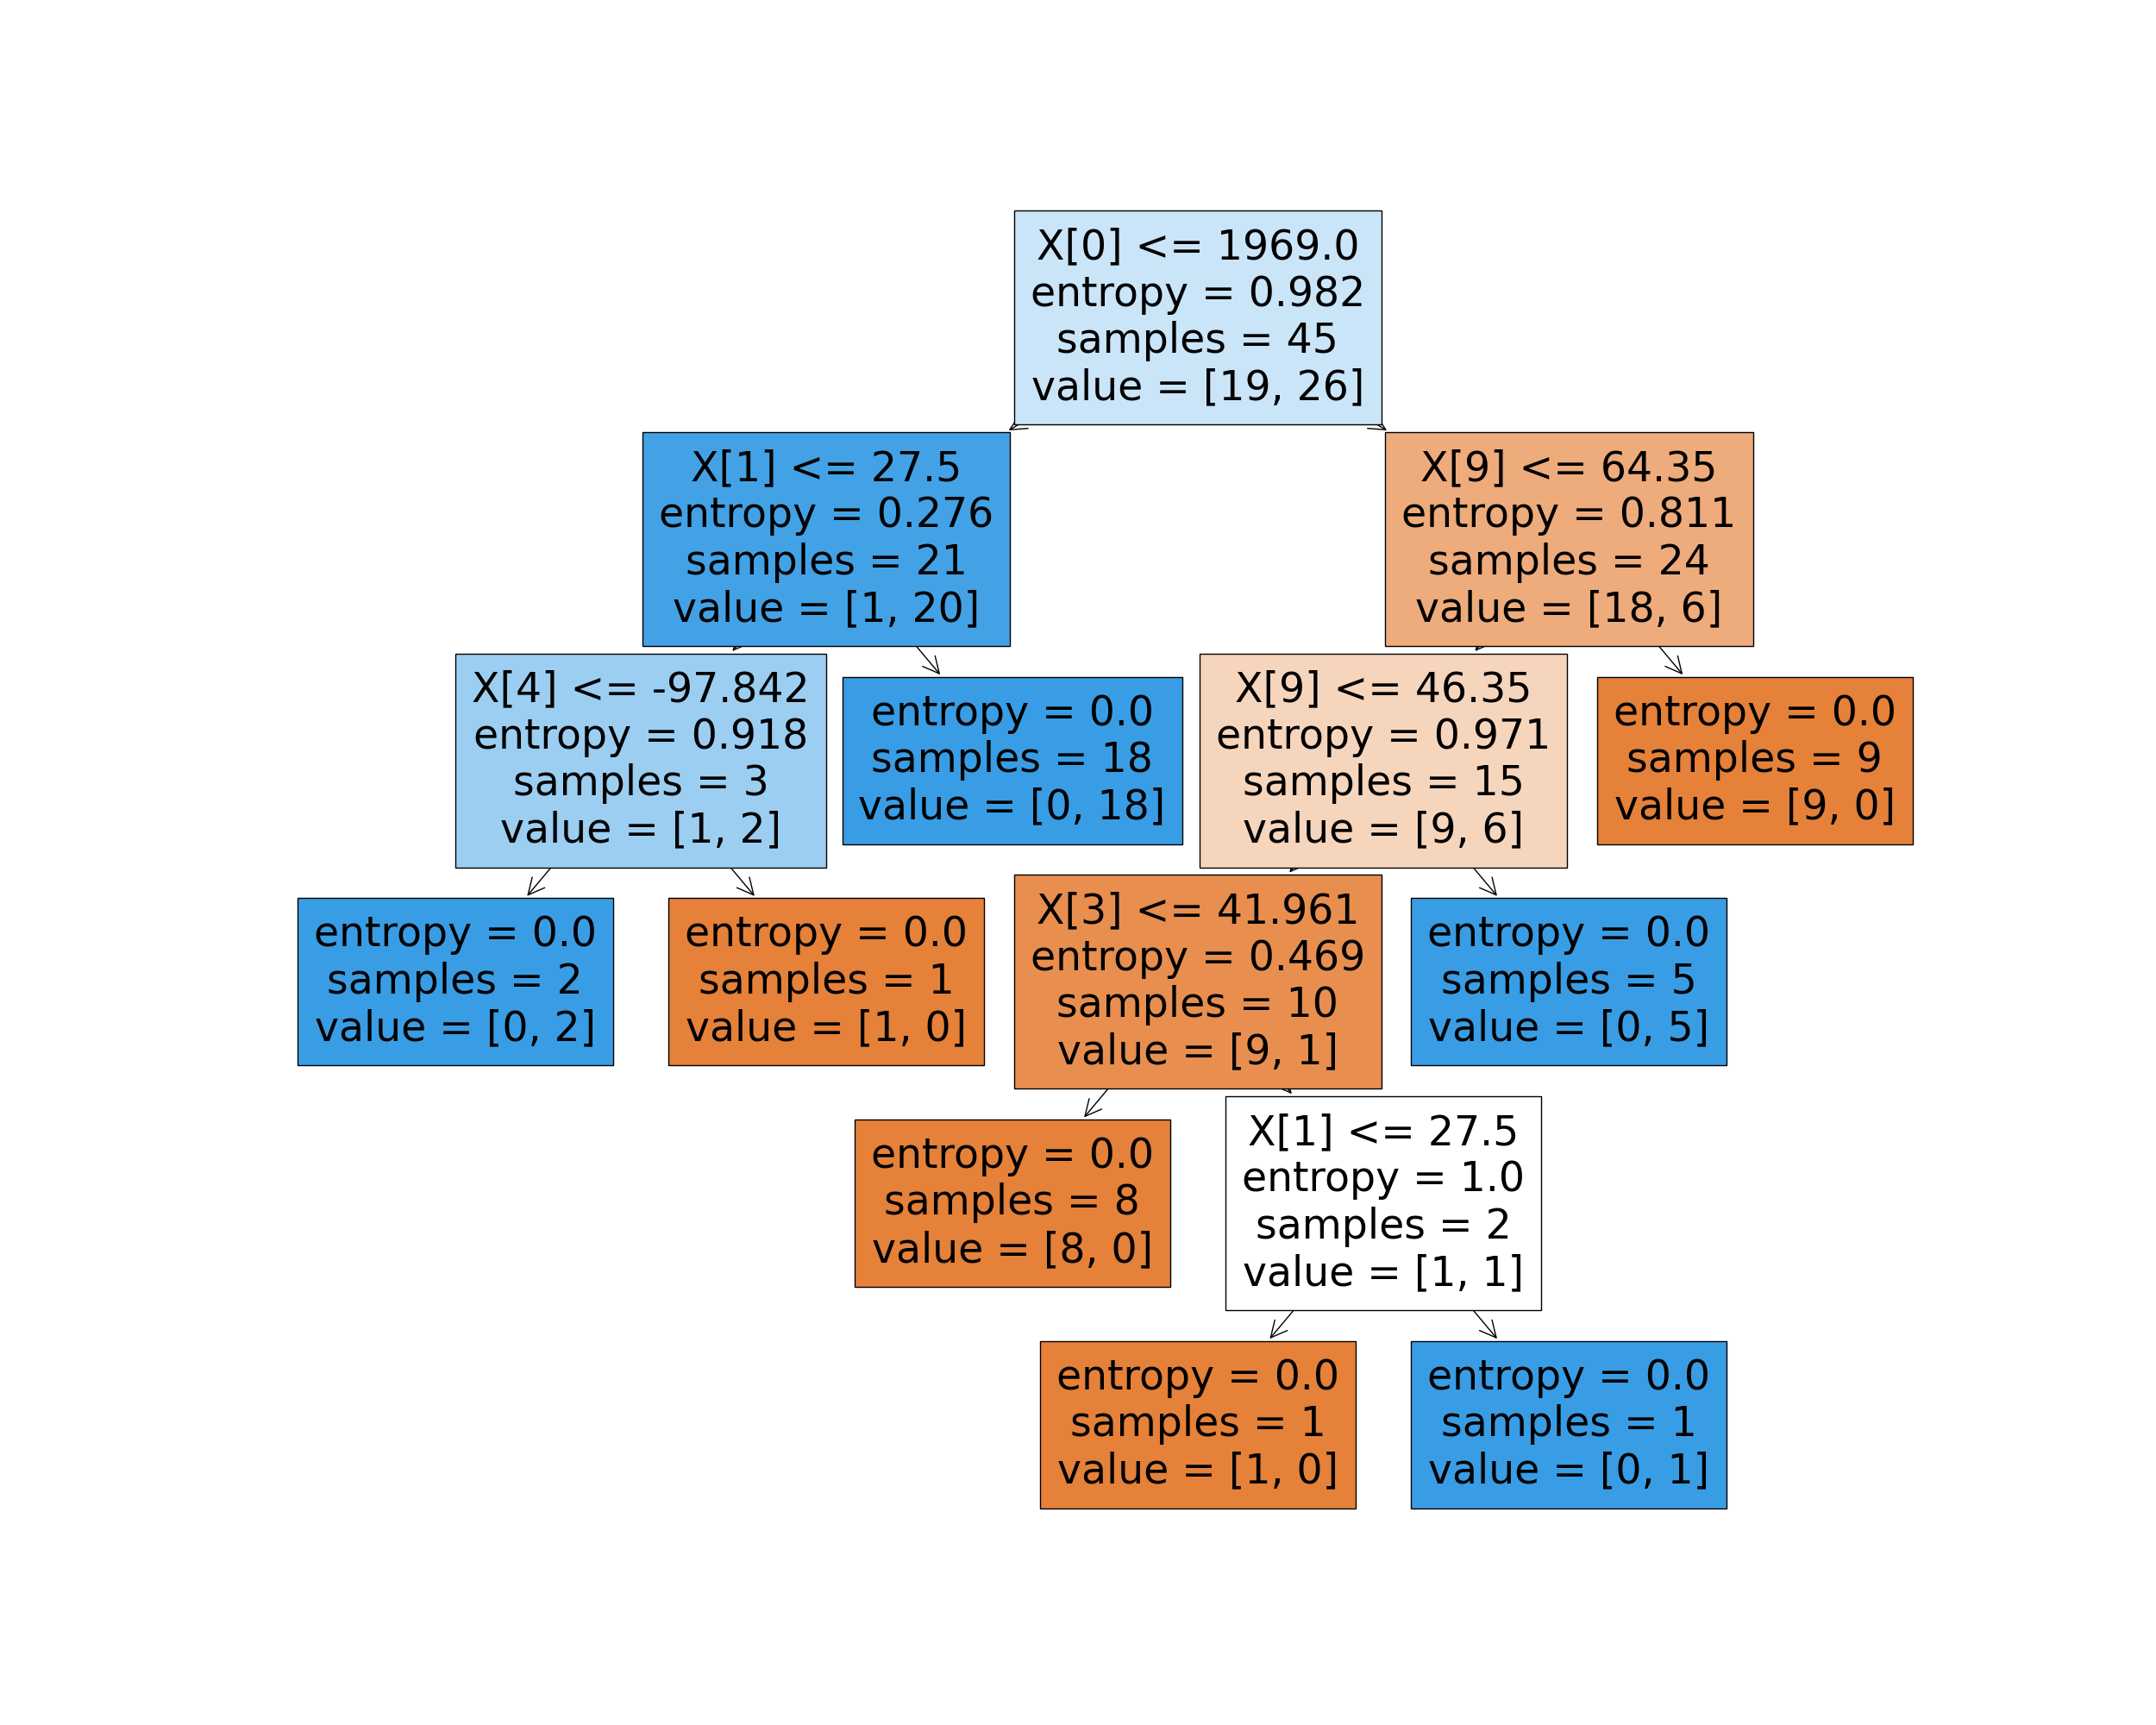 X[0] <= 1969.0
entropy = 0.982
samples = 45
value = [19, 26]
X[1] <= 27.5
entropy = 0.276
samples = 21
value = [1, 20]
X[9] <= 64.35
entropy = 0.811
samples = 24
value = [18, 6]
X[4] <= -97.842
entropy = 0.918
samples = 3
value = [1, 2]
entropy = 0.0
samples = 18
value = [0, 18]
X[9] <= 46.35
entropy = 0.971
samples = 15
value = [9, 6]
entropy = 0.0
samples = 9
value = [9, 0]
entropy = 0.0
samples = 2
value = [0, 2]
entropy = 0.0
samples = 1
value = [1, 0]
X[3] <= 41.961
entropy = 0.469
samples = 10
value = [9, 1]
entropy = 0.0
samples = 5
value = [0, 5]
entropy = 0.0
samples = 8
value = [8, 0]
X[1] <= 27.5
entropy = 1.0
samples = 2
value = [1, 1]
entropy = 0.0
samples = 1
value = [1, 0]
entropy = 0.0
samples = 1
value = [0, 1]